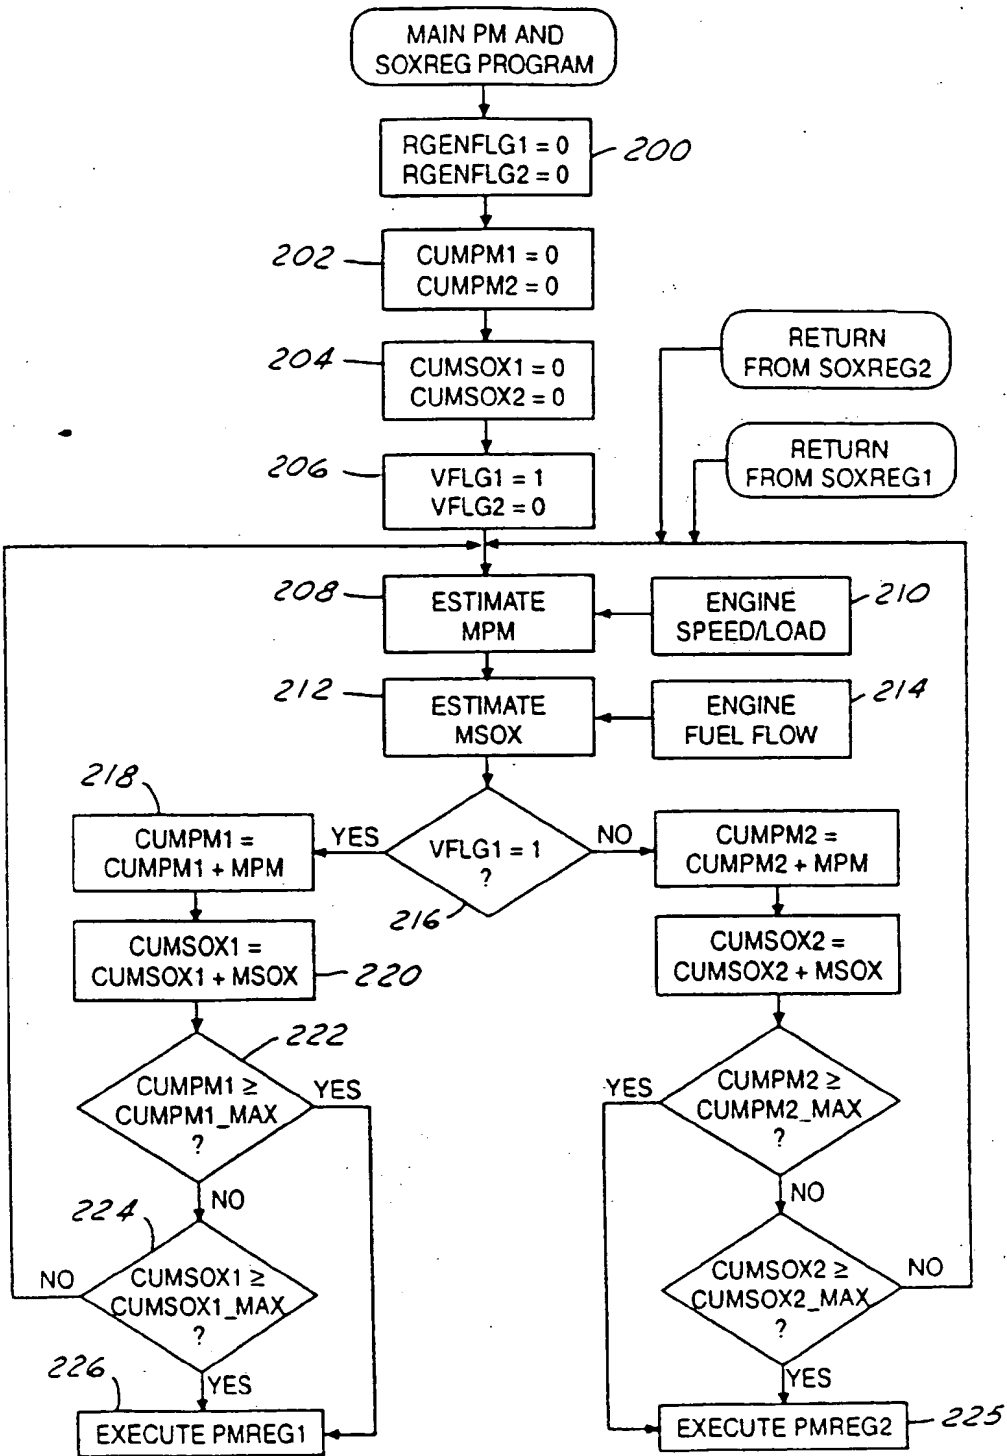 MAIN PM AND
SOXREG PROGRAM
RGENFLG1 = 0
RGENFLG2 = 0
200
202
CUMPM1 = 0
CUMPM2 = 0
204
CUMSOX1 = 0
CUMSOX2 = 0
RETURN
FROM SOXREG2
RETURN
FROM SOXREG1
206
VFLG1 = 1
VFLG2 = 0
208
ESTIMATE
MPM
ENGINE
SPEED/LOAD
210
212
ESTIMATE
MSOX
ENGINE
FUEL FLOW
214
218
CUMPM1 =
CUMPM1 + MPM
YES
VFLG1 = 1
?
216
NO
CUMPM2 =
CUMPM2 + MPM
CUMSOX1 =
CUMSOX1 + MSOX
220
CUMSOX2 =
CUMSOX2 + MSOX
222
CUMPM1 ≥
CUMPM1_MAX
?
YES
NO
YES
CUMPM2 ≥
CUMPM2_MAX
?
NO
224
NO
CUMSOX1 ≥
CUMSOX1_MAX
?
YES
CUMSOX2 ≥
CUMSOX2_MAX
?
NO
YES
226
EXECUTE PMREG1
EXECUTE PMREG2
225